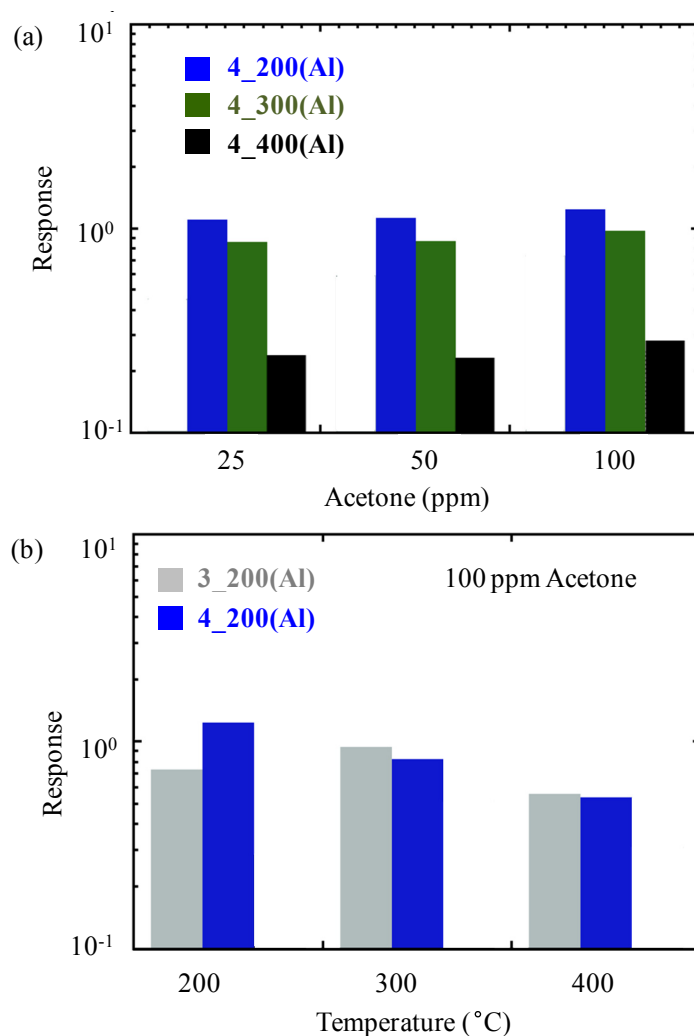 (a)
10¹
4_200(Al)
4_300(Al)
4_400(Al)
Response
10⁰
10⁻¹
25 50 100
Acetone (ppm)
(b)
10¹
3_200(Al)
100 ppm Acetone
4_200(Al)
Response
10⁰
10⁻¹
200 300 400
Temperature (˚C)